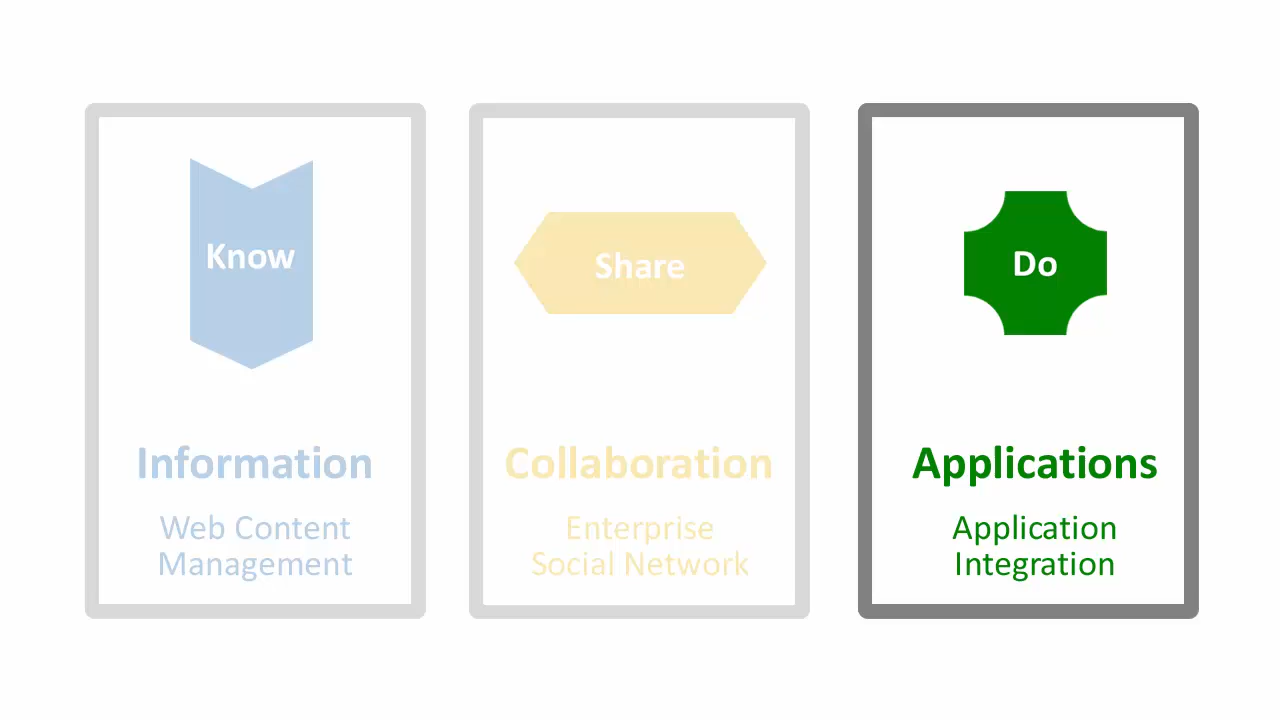 Know
Information
Web Content
Management
Share
Collaboration
Enterprise
Social Network
Do
Applications
Application
Integration